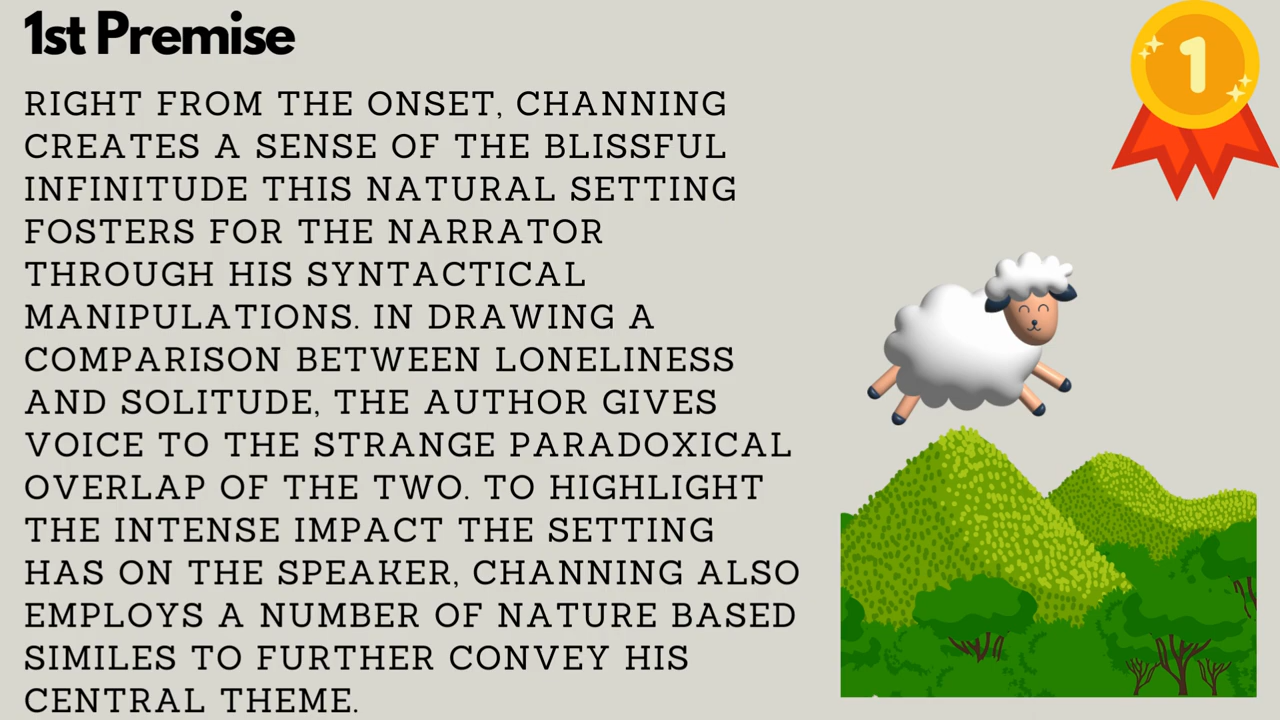 1st Premise
RIGHT FROM THE ONSET, CHANNING
CREATES A SENSE OF THE BLISSFUL
INFINITUDE THIS NATURAL SETTING
FOSTERS FOR THE NARRATOR
THROUGH HIS SYNTACTICAL
MANIPULATIONS. IN DRAWING A
COMPARISON BETWEEN LONELINESS
AND SOLITUDE, THE AUTHOR GIVES
VOICE TO THE STRANGE PARADOXICAL
OVERLAP OF THE TWO. TO HIGHLIGHT
THE INTENSE IMPACT THE SETTING
HAS ON THE SPEAKER, CHANNING ALSO
EMPLOYS A NUMBER OF NATURE BASED
SIMILES TO FURTHER CONVEY HIS
CENTRAL THEME.
1